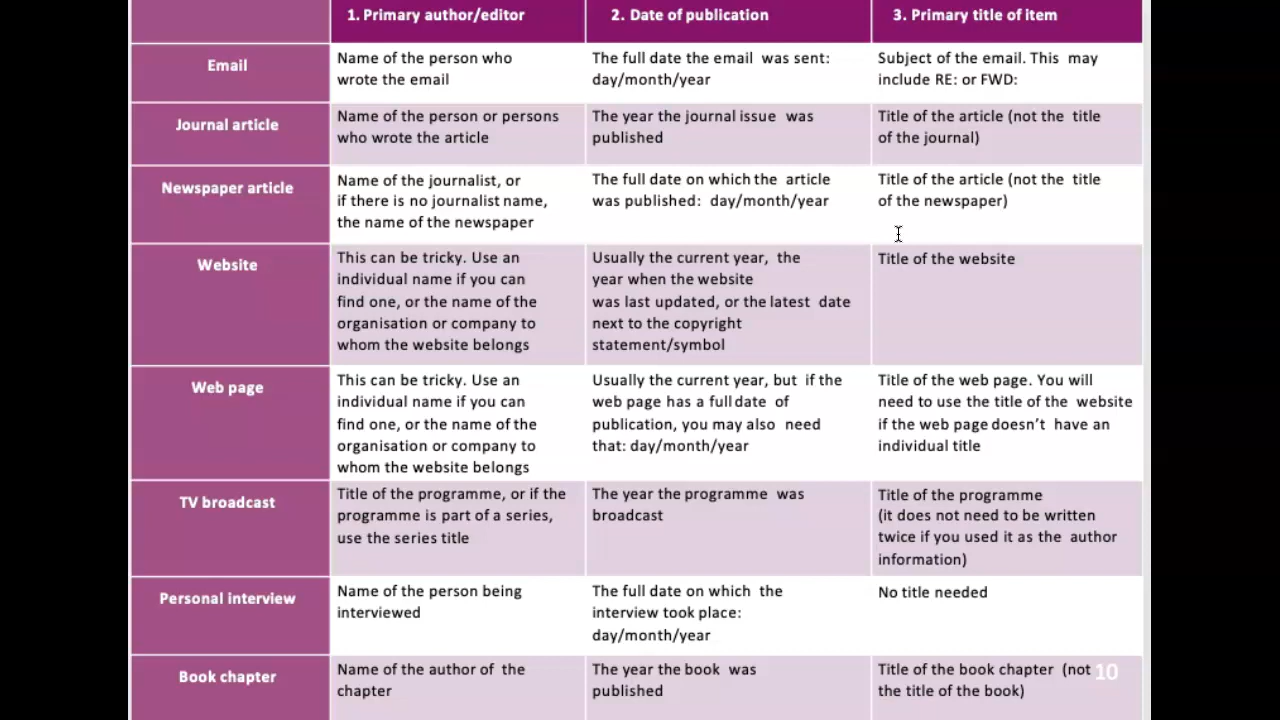 1. Primary author/editor
2. Date of publication
3. Primary title of item
Email
Name of the person who
wrote the email
The full date the email was sent:
day/month/year
Subject of the email. This may
include RE: or FWD:
Journal article
Name of the person or persons
who wrote the article
The year the journal issue was
published
Title of the article (not the title
of the journal)
Newspaper article
Name of the journalist, or
if there is no journalist name,
the name of the newspaper
The full date on which the article
was published: day/month/year
Title of the article (not the title
of the newspaper)
Website
This can be tricky. Use an
individual name if you can
find one, or the name of the
organisation or company to
whom the website belongs
Usually the current year, the
year when the website
was last updated, or the latest date
next to the copyright
statement/symbol
Title of the website
Web page
This can be tricky. Use an
individual name if you can
find one, or the name of the
organisation or company to
whom the website belongs
Usually the current year, but if the
web page has a full date of
publication, you may also need
that: day/month/year
Title of the web page. You will
need to use the title of the website
if the web page doesn’t have an
individual title
TV broadcast
Title of the programme, or if the
programme is part of a series,
use the series title
The year the programme was
broadcast
Title of the programme
(it does not need to be written
twice if you used it as the author
information)
Personal interview
Name of the person being
interviewed
The full date on which the
interview took place:
day/month/year
No title needed
Book chapter
Name of the author of the
chapter
The year the book was
published
Title of the book chapter (not
the title of the book)
10